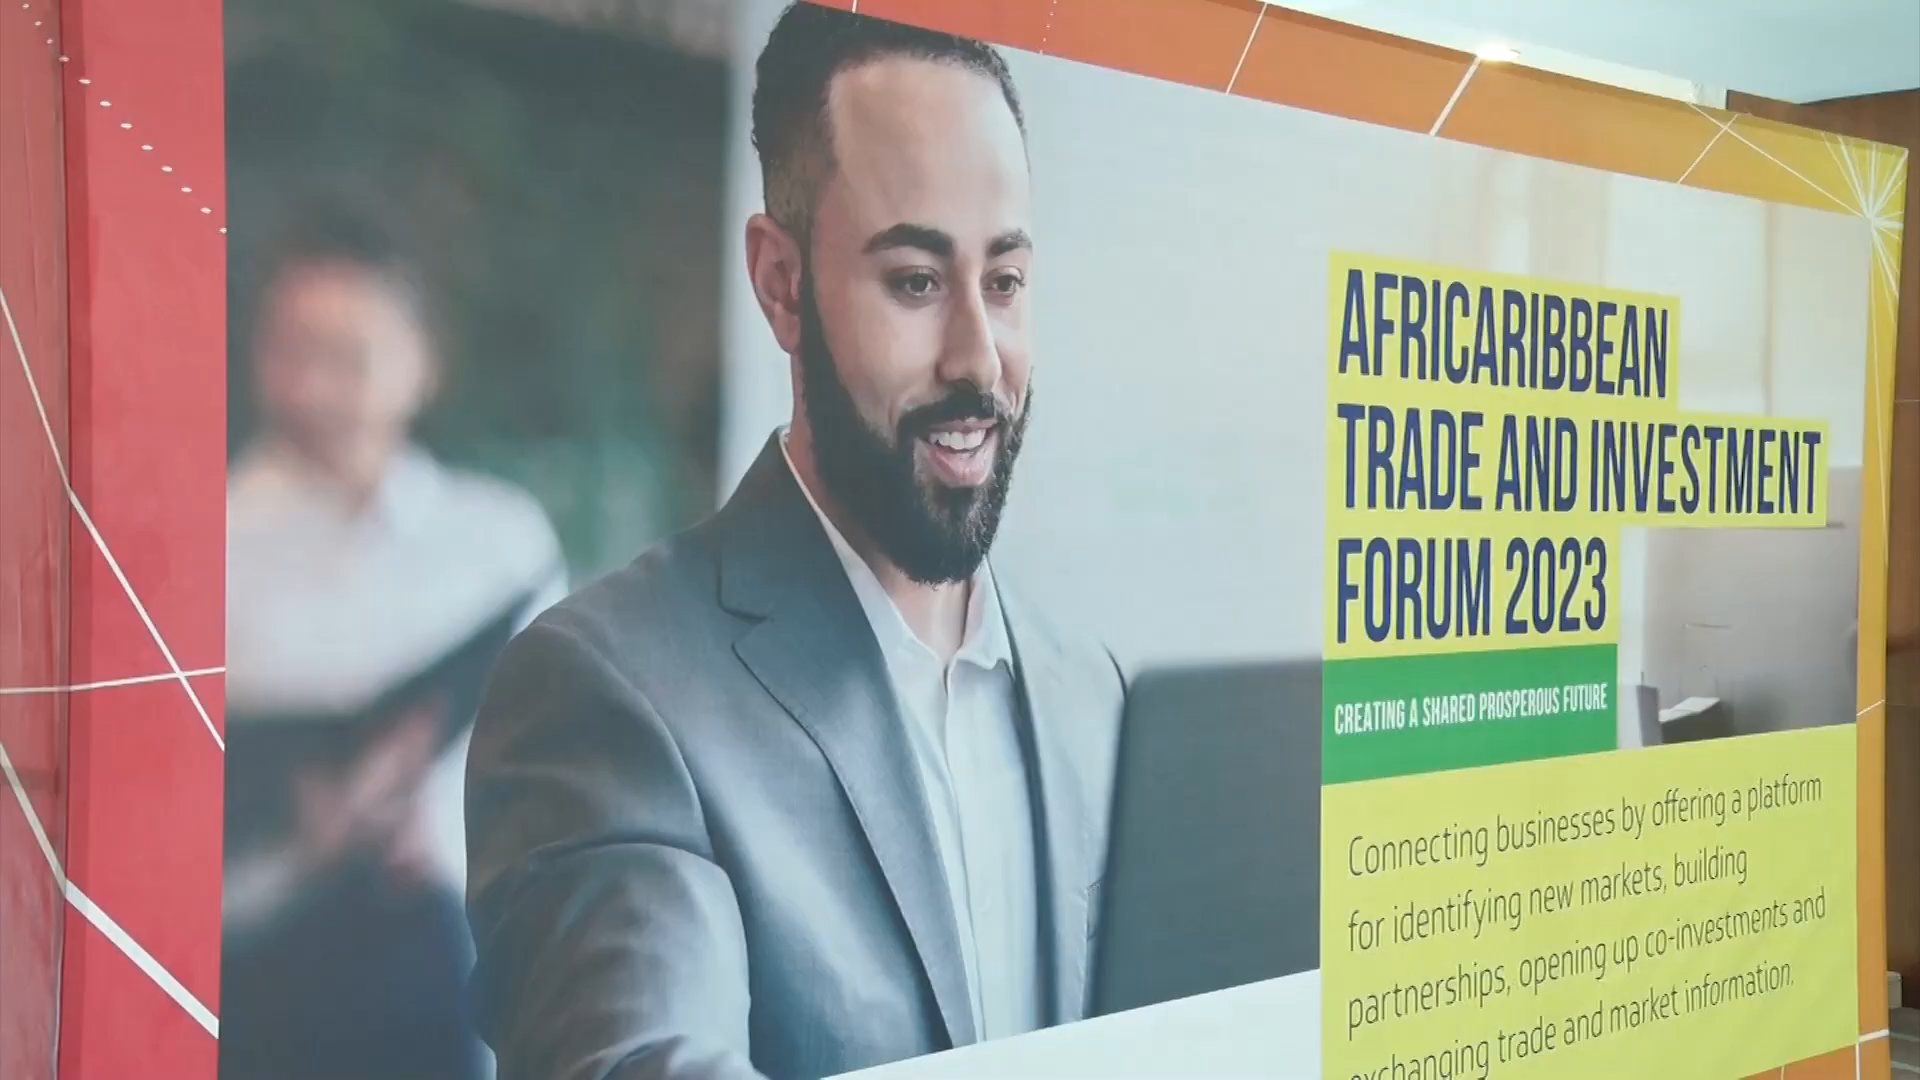 AFRICARIBBEAN
TRADE AND INVESTMENT
FORUM 2023
CREATING A SHARED PROSPEROUS FUTURE
Connecting businesses by offering a platform
for identifying new markets, building
partnerships, opening up co-investments and
exchanging trade and market information.